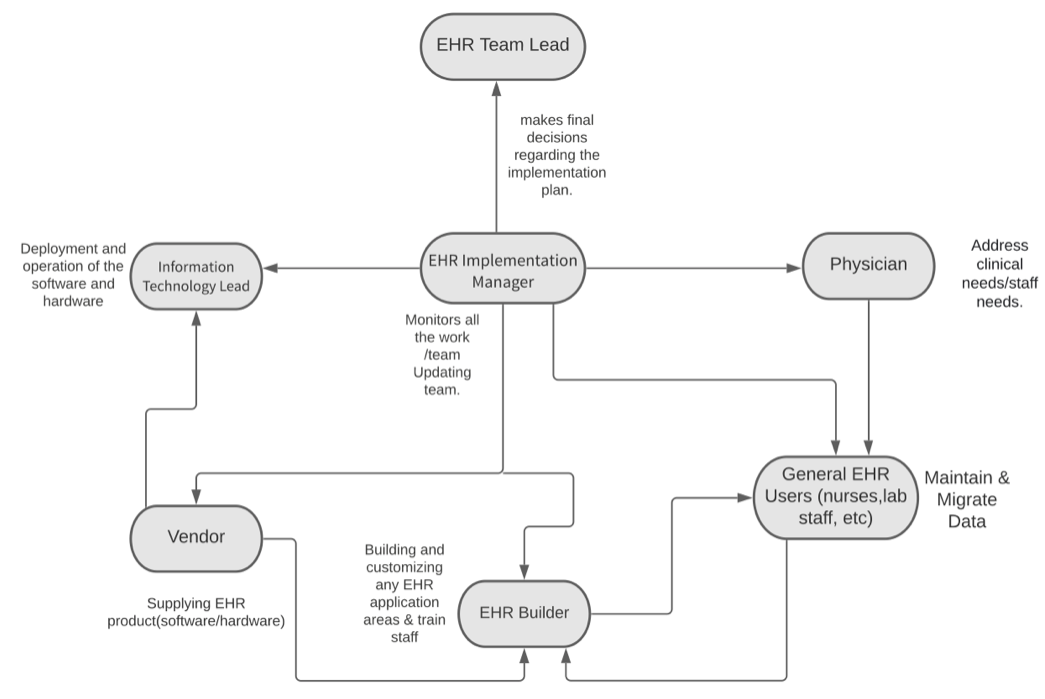 EHR Team Lead
makes final
decisions
regarding the
implementation
plan.
Deployment and
operation of the
software and
hardware
Information
Technology Lead
EHR Implementation
Manager
Physician
Address
clinical
needs/staff
needs.
Monitors all
the work
/team
Updating
team.
General EHR
Users (nurses,lab
staff, etc)
Maintain &
Migrate
Data
Vendor
Supplying EHR
product(software/hardware)
Building and
customizing
any EHR
application
areas & train
staff
EHR Builder